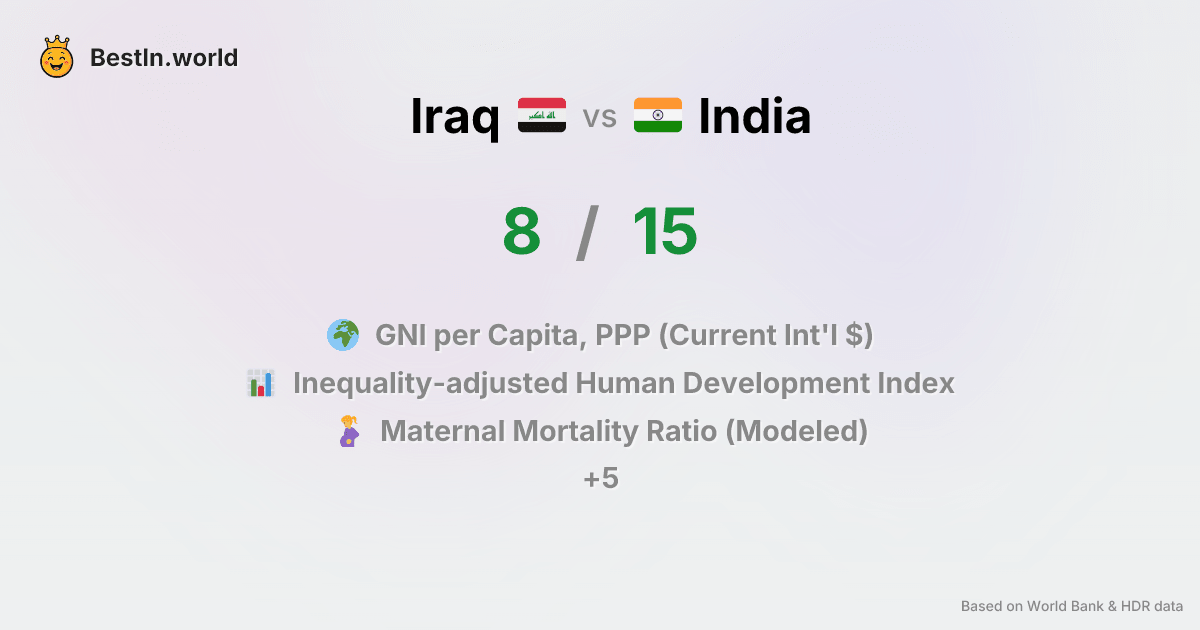 BestIn.world
Iraq vs India
8 / 15
GNI per Capita, PPP (Current Int'l $)
Inequality-adjusted Human Development Index
Maternal Mortality Ratio (Modeled)
+5
Based on World Bank & HDR data